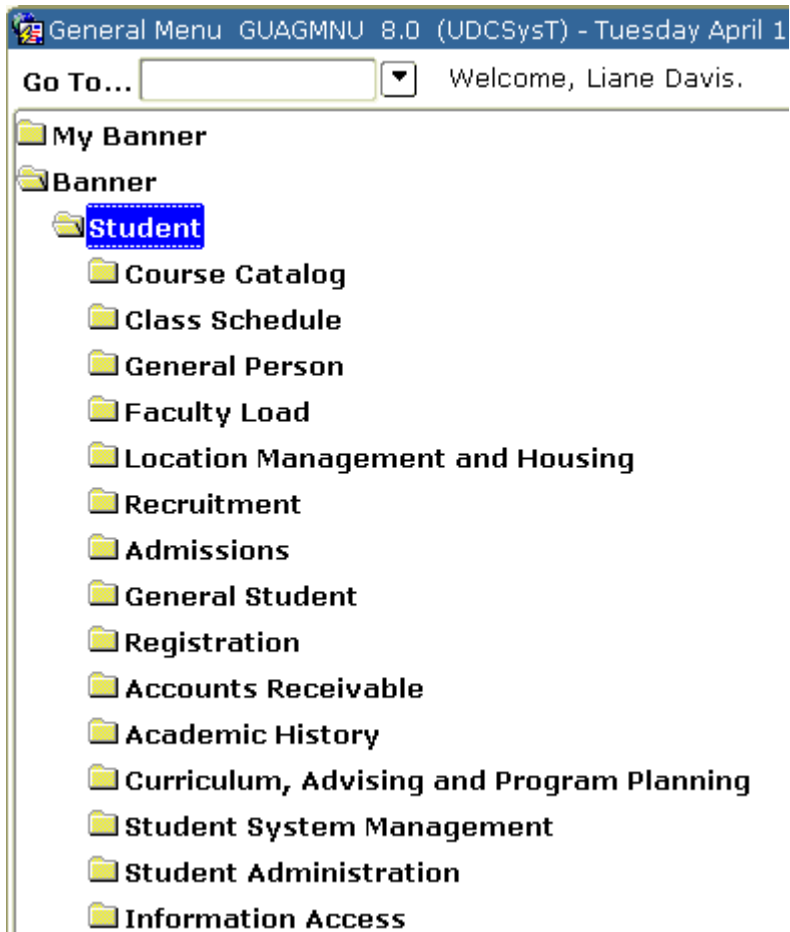 General Menu GUAGMNU 8.0 (UDCSysT) - Tuesday April 1
Go To... Welcome, Liane Davis.
My Banner
Banner
Student
Course Catalog
Class Schedule
General Person
Faculty Load
Location Management and Housing
Recruitment
Admissions
General Student
Registration
Accounts Receivable
Academic History
Curriculum, Advising and Program Planning
Student System Management
Student Administration
Information Access